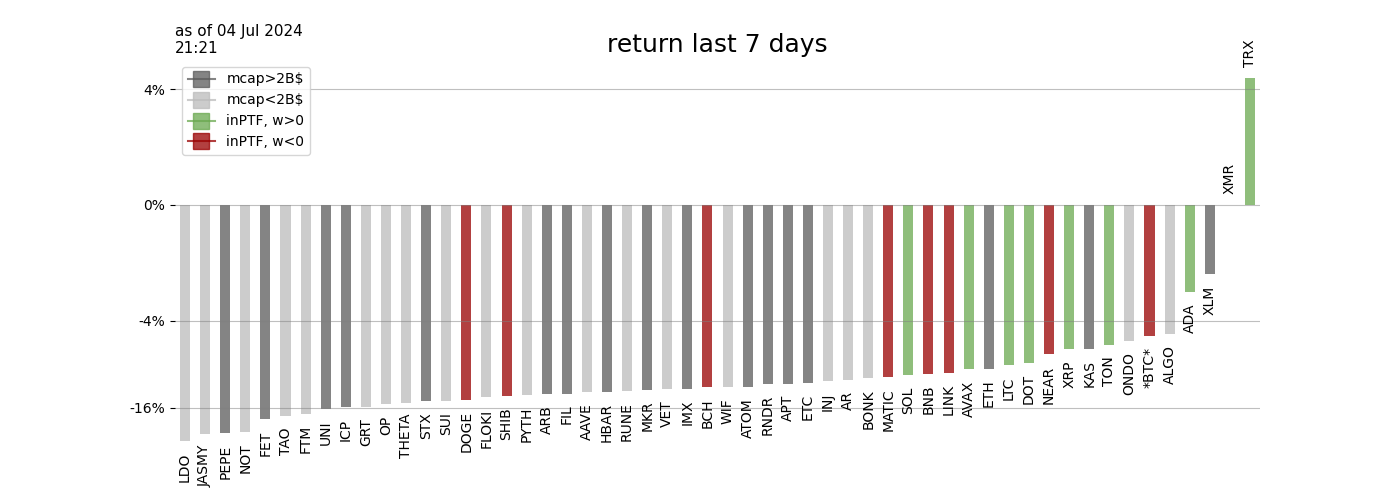 as of 04 Jul 2024
21:21
return last 7 days
mcap>2B$
mcap<2B$
inPTF, w>0
inPTF, w<0
4%
0%
-4%
-16%
LDO
JASMY
PEPE
NOT
FET
TAO
FTM
UNI
ICP
GRT
OP
THETA
STX
SUI
DOGE
FLOKI
SHIB
PYTH
ARB
FIL
AAVE
HBAR
RUNE
MKR
VET
IMX
BCH
WIF
ATOM
RNDR
APT
ETC
INJ
AR
BONK
MATIC
SOL
BNB
LINK
AVAX
ETH
LTC
DOT
NEAR
XRP
KAS
TON
ONDO
*BTC*
ALGO
ADA
XLM
XMR
TRX